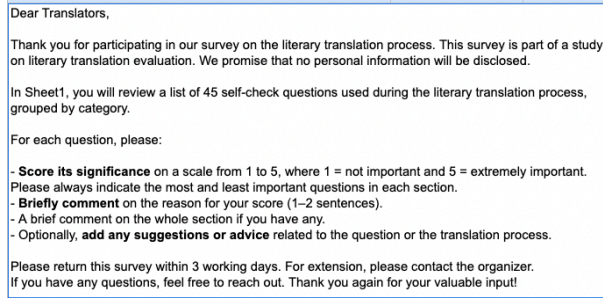 Dear Translators,
Thank you for participating in our survey on the literary translation process. This survey is part of a study
on literary translation evaluation. We promise that no personal information will be disclosed.
In Sheet1, you will review a list of 45 self-check questions used during the literary translation process,
grouped by category.
For each question, please:
- Score its significance on a scale from 1 to 5, where 1 = not important and 5 = extremely important.
Please always indicate the most and least important questions in each section.
- Briefly comment on the reason for your score (1–2 sentences).
- A brief comment on the whole section if you have any.
- Optionally, add any suggestions or advice related to the question or the translation process.
Please return this survey within 3 working days. For extension, please contact the organizer.
If you have any questions, feel free to reach out. Thank you again for your valuable input!